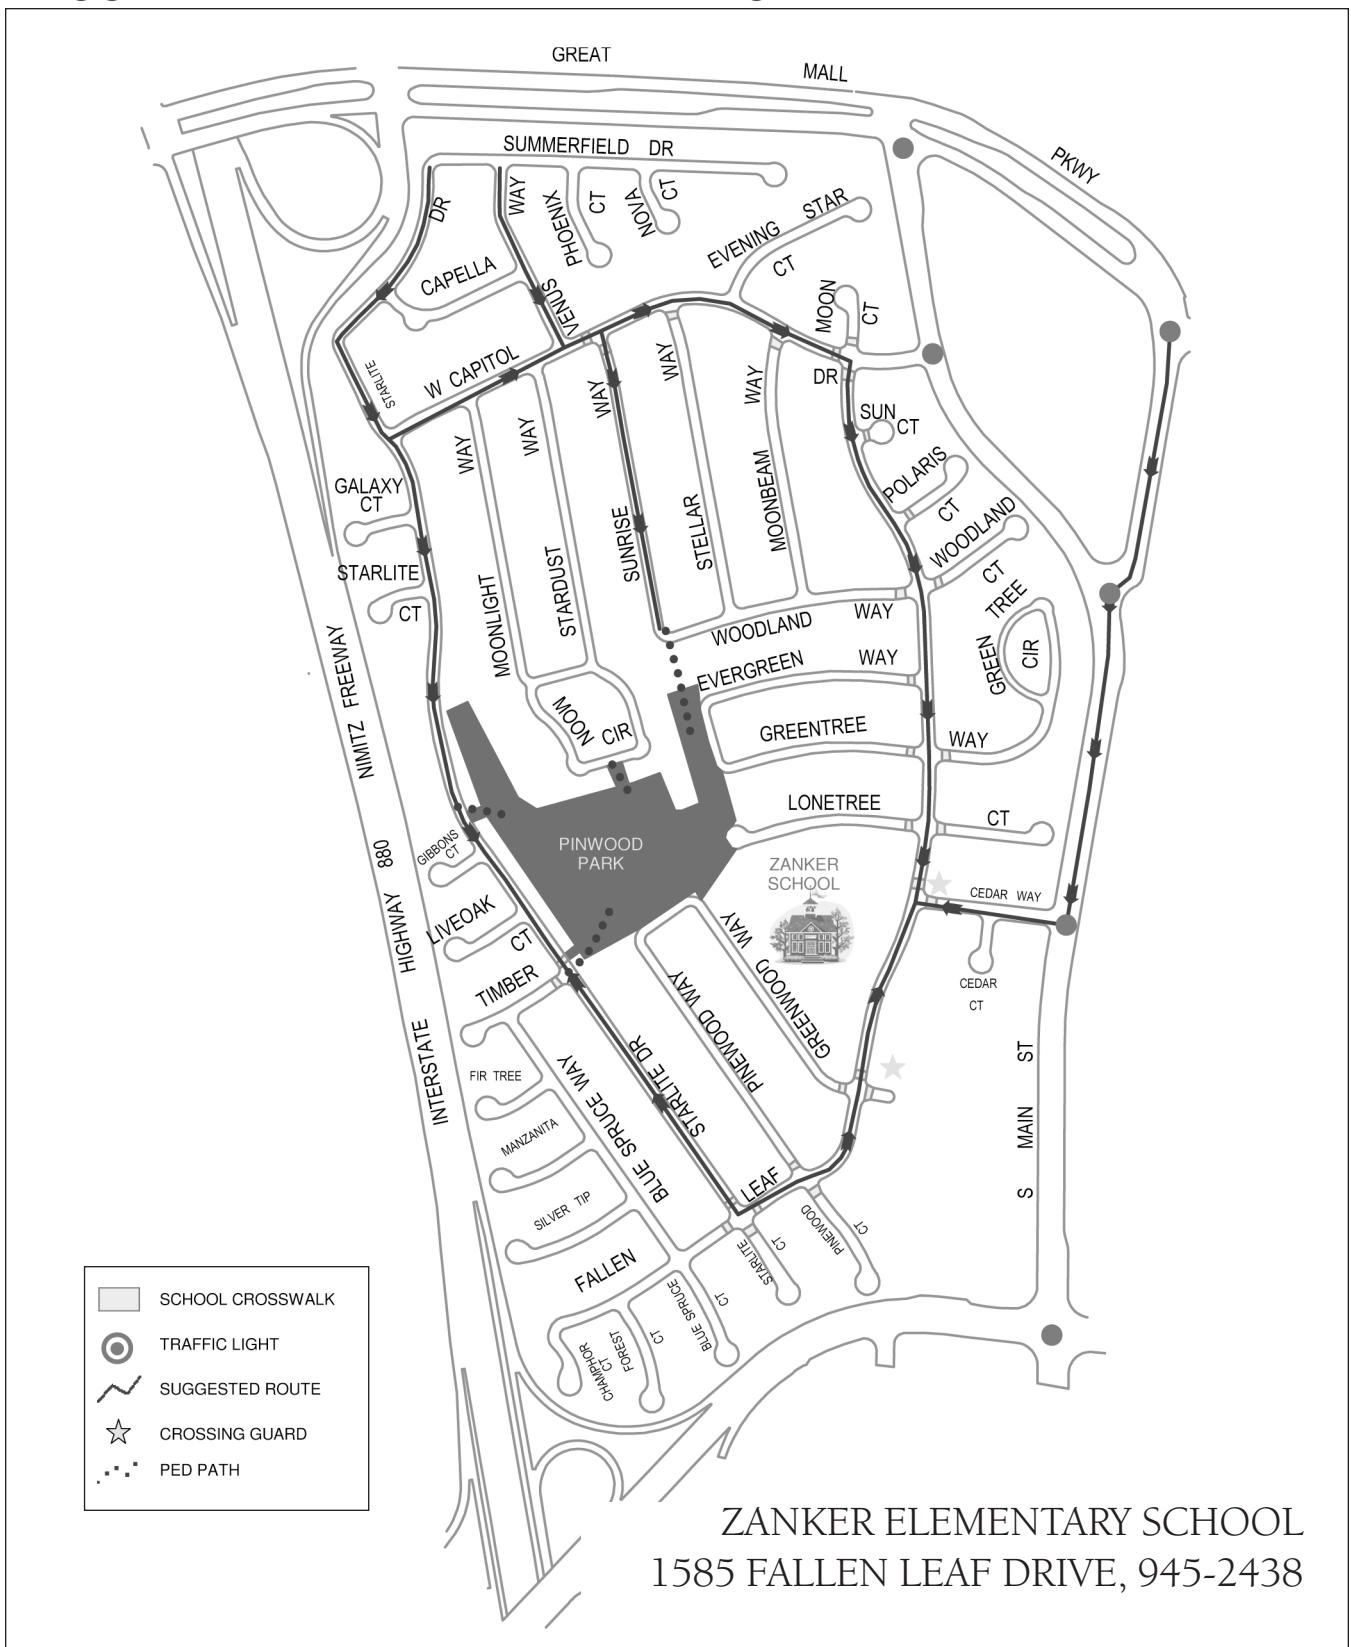 GREAT
MALL
PKWY
SUMMERFIELD DR
DR
WAY
PHOENIX
CT
NOVA
CT
EVENING STAR
CT
CAPELLA
VENUS
MOON
CT
STARLITE
W CAPITOL
WAY
WAY
WAY
WAY
WAY
DR
SUN
CT
GALAXY
CT
POLARIS
CT
WOODLAND
CT
STARLITE
CT
MOONLIGHT
STARDUST
SUNRISE
STELLAR
MOONBEAM
TREE
GREEN
CIR
WOODLAND
WAY
EVERGREEN
WAY
NIMITZ FREEWAY
MOON
CIR
GREENTREE
WAY
LONETREE
CT
PINWOOD
PARK
ZANKER
SCHOOL
GIBBONS
CT
880
HIGHWAY
INTERSTATE
LIVEOAK
CT
CEDAR WAY
CEDAR
CT
TIMBER
GREENWOOD WAY
PINEWOOD WAY
STARLITE DR
BLUE SPRUCE WAY
FIR TREE
MANZANITA
SILVER TIP
S MAIN ST
FALLEN
LEAF
STARLITE
CT
PINEWOOD
CT
BLUE SPRUCE
CT
FOREST
CT
CHAMPHOR
CT
SCHOOL CROSSWALK
TRAFFIC LIGHT
SUGGESTED ROUTE
CROSSING GUARD
PED PATH
ZANKER ELEMENTARY SCHOOL
1585 FALLEN LEAF DRIVE, 945-2438